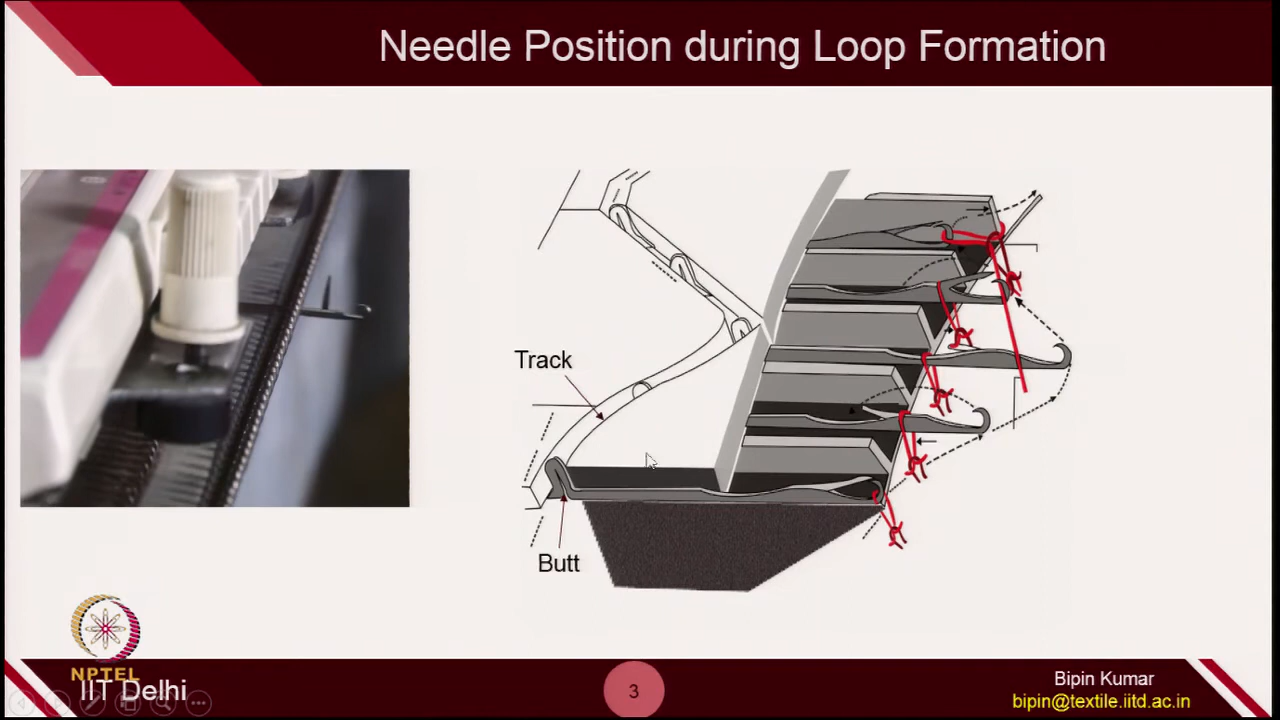 Needle Position during Loop Formation
Track
Butt
NPTEL
IIT Delhi
3
Bipin Kumar
bipin@textile.iitd.ac.in